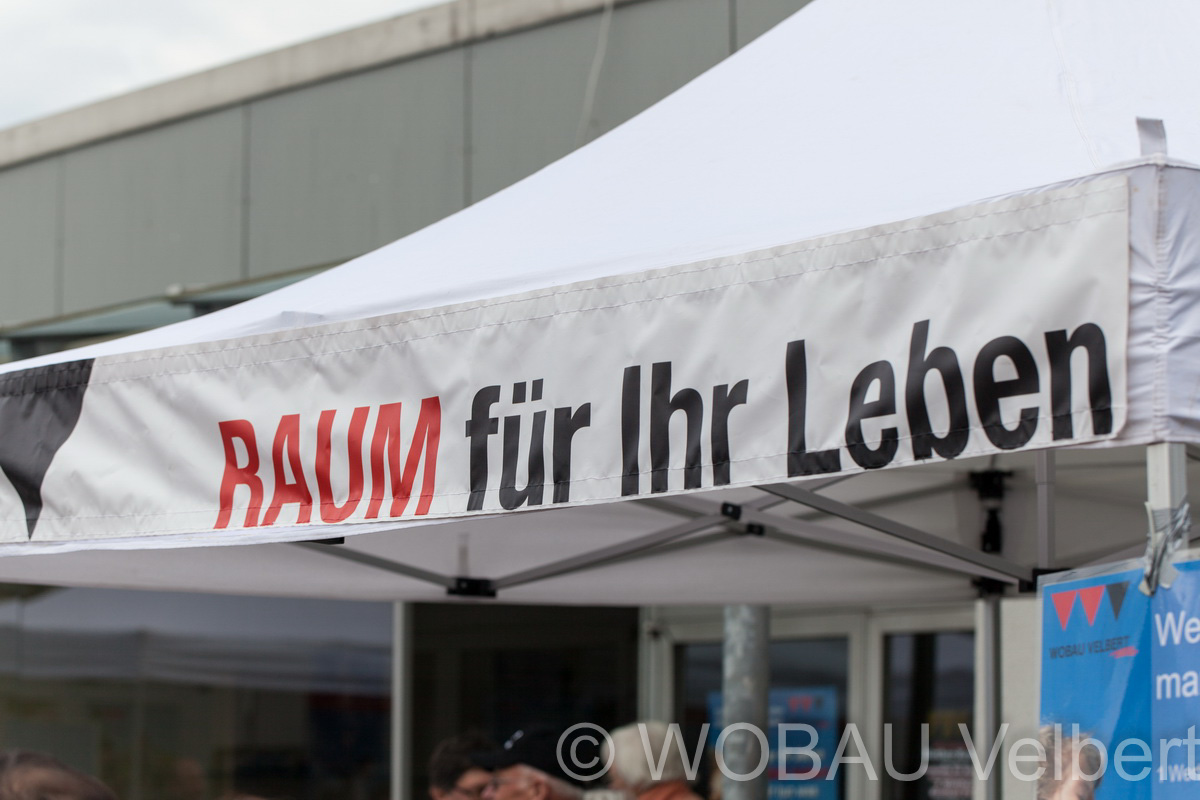 RAUM für Ihr Leben
WOBAU VELBERT
We
ma
© WOBAU Velbert